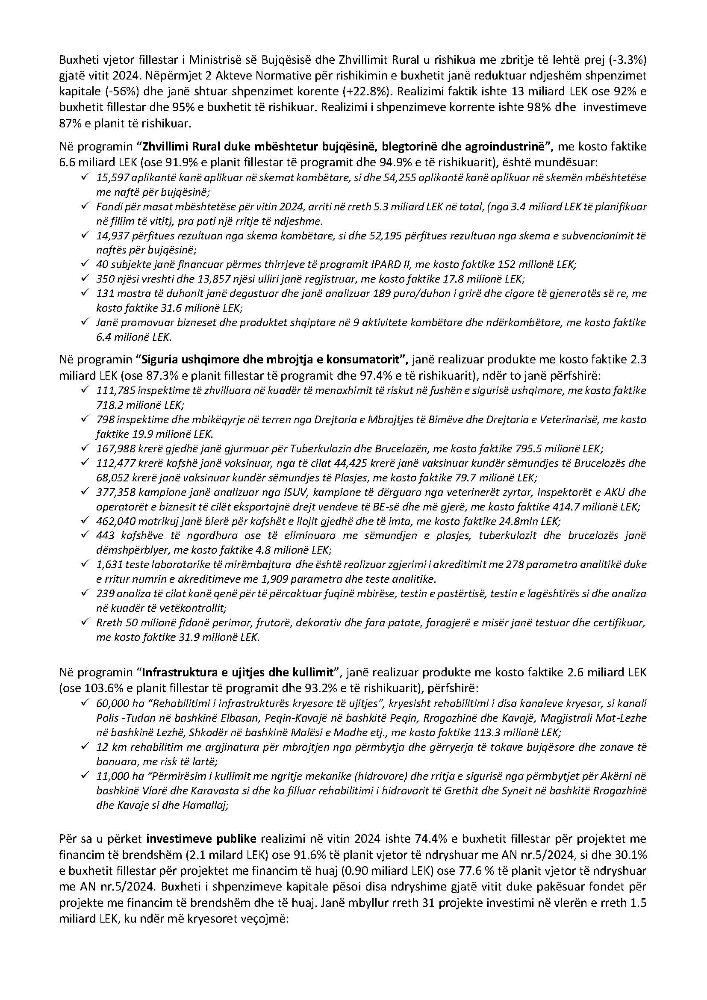 Buxheti vjetor fillestar i Ministrisë së Bujqësisë dhe Zhvillimit Rural u rishikua me zbritje të lehtë prej (-3.3%)
gjatë vitit 2024. Nëpërmjet 2 Akteve Normative për rishikimin e buxhetit janë reduktuar ndjeshëm shpenzimet
kapitale (-56%) dhe janë shtuar shpenzimet korente (+22.8%). Realizimi faktik ishte 13 miliard LEK ose 92% e
buxhetit fillestar dhe 95% e buxhetit të rishikuar. Realizimi i shpenzimeve korrente ishte 98% dhe investimeve
87% e planit të rishikuar.
Në programin “Zhvillimi Rural duke mbështetur bujqësinë, blegtorinë dhe agroindustrinë”, me kosto faktike
6.6 miliard LEK (ose 91.9% e planit fillestar të programit dhe 94.9% e të rishikuarit), është mundësuar:
✓ 15,597 aplikantë kanë aplikuar në skemat kombëtare, si dhe 54,255 aplikantë kanë aplikuar në skemën mbështetëse
me naftë për bujqësinë;
✓ Fondi për masat mbështetëse për vitin 2024, arriti në rreth 5.3 miliard LEK në total, (nga 3.4 miliard LEK të planifikuar
në fillim të vitit), pra pati një rritje të ndjeshme.
✓ 14,937 përfitues rezultuan nga skema kombëtare, si dhe 52,195 përfitues rezultuan nga skema e subvencionimit të
naftës për bujqësinë;
✓ 40 subjekte janë financuar përmes thirrjeve të programit IPARD II, me kosto faktike 152 milionë LEK;
✓ 350 njësi vreshti dhe 13,857 njësi ulliri janë regjistruar, me kosto faktike 17.8 milionë LEK;
✓ 131 mostra të duhanit janë degustuar dhe janë analizuar 189 puro/duhan i grirë dhe cigare të gjeneratës së re, me
kosto faktike 31.6 milionë LEK;
✓ Janë promovuar bizneset dhe produktet shqiptare në 9 aktivitete kombëtare dhe ndërkombëtare, me kosto faktike
6.4 milionë LEK.
Në programin “Siguria ushqimore dhe mbrojtja e konsumatorit”, janë realizuar produkte me kosto faktike 2.3
miliard LEK (ose 87.3% e planit fillestar të programit dhe 97.4% e të rishikuarit), ndër to janë përfshirë:
✓ 111,785 inspektime të zhvilluara në kuadër të menaxhimit të riskut në fushën e sigurisë ushqimore, me kosto faktike
718.2 milionë LEK;
✓ 798 inspektime dhe mbikëqyrje në terren nga Drejtoria e Mbrojtjes të Bimëve dhe Drejtoria e Veterinarisë, me kosto
faktike 19.9 milionë LEK.
✓ 167,988 krerë gjedhë janë gjurmuar për Tuberkulozin dhe Brucelozën, me kosto faktike 795.5 milionë LEK;
✓ 112,477 krerë kafshë janë vaksinuar, nga të cilat 44,425 krerë janë vaksinuar kundër sëmundjes të Brucelozës dhe
68,052 krerë janë vaksinuar kundër sëmundjes të Plasjes, me kosto faktike 79.7 milionë LEK;
✓ 377,358 kampione janë analizuar nga ISUV, kampione të dërguara nga veterinerët zyrtar, inspektorët e AKU dhe
operatorët e biznesit të cilët eksportojnë drejt vendeve të BE-së dhe më gjerë, me kosto faktike 414.7 milionë LEK;
✓ 462,040 matrikuj janë blerë për kafshët e llojit gjedhë dhe të imta, me kosto faktike 24.8mln LEK;
✓ 443 kafshëve të ngordhura ose të eliminuara me sëmundjen e plasjes, tuberkulozit dhe brucelozës janë
dëmshpërblyer, me kosto faktike 4.8 milionë LEK;
✓ 1,631 teste laboratorike të mirëmbajtura dhe është realizuar zgjerimi i akreditimit me 278 parametra analitikë duke
e rritur numrin e akreditimeve me 1,909 parametra dhe teste analitike.
✓ 239 analiza të cilat kanë qenë për të përcaktuar fuqinë mbirëse, testin e pastërtisë, testin e lagështirës si dhe analiza
në kuadër të vetëkontrollit;
✓ Rreth 50 milionë fidanë perimor, frutorë, dekorativ dhe fara patate, foragjerë e misër janë testuar dhe certifikuar,
me kosto faktike 31.9 milionë LEK.
Në programin “Infrastruktura e ujitjes dhe kullimit”, janë realizuar produkte me kosto faktike 2.6 miliard LEK
(ose 103.6% e planit fillestar të programit dhe 93.2% e të rishikuarit), përfshirë:
✓ 60,000 ha “Rehabilitimi i infrastrukturës kryesore të ujitjes”, kryesisht rehabilitimi i disa kanaleve kryesor, si kanali
Polis -Tudan në bashkinë Elbasan, Peqin-Kavajë në bashkitë Peqin, Rrogozhinë dhe Kavajë, Magjistrali Mat-Lezhe
në bashkinë Lezhë, Shkodër në bashkinë Malësi e Madhe etj., me kosto faktike 113.3 milionë LEK;
✓ 12 km rehabilitim me argjinatura për mbrojtjen nga përmbytja dhe gërryerja të tokave bujqësore dhe zonave të
banuara, me risk të lartë;
✓ 11,000 ha “Përmirësim i kullimit me ngritje mekanike (hidrovore) dhe rritja e sigurisë nga përmbytjet për Akërni në
bashkinë Vlorë dhe Karavasta si dhe ka filluar rehabilitimi i hidrovorit të Grethit dhe Syneit në bashkitë Rrogozhinë
dhe Kavaje si dhe Hamallaj;
Për sa u përket investimeve publike realizimi në vitin 2024 ishte 74.4% e buxhetit fillestar për projektet me
financim të brendshëm (2.1 milard LEK) ose 91.6% të planit vjetor të ndryshuar me AN nr.5/2024, si dhe 30.1%
e buxhetit fillestar për projektet me financim të huaj (0.90 miliard LEK) ose 77.6 % të planit vjetor të ndryshuar
me AN nr.5/2024. Buxheti i shpenzimeve kapitale pësoi disa ndryshime gjatë vitit duke pakësuar fondet për
projekte me financim të brendshëm dhe të huaj. Janë mbyllur rreth 31 projekte investimi në vlerën e rreth 1.5
miliard LEK, ku ndër më kryesoret veçojmë: